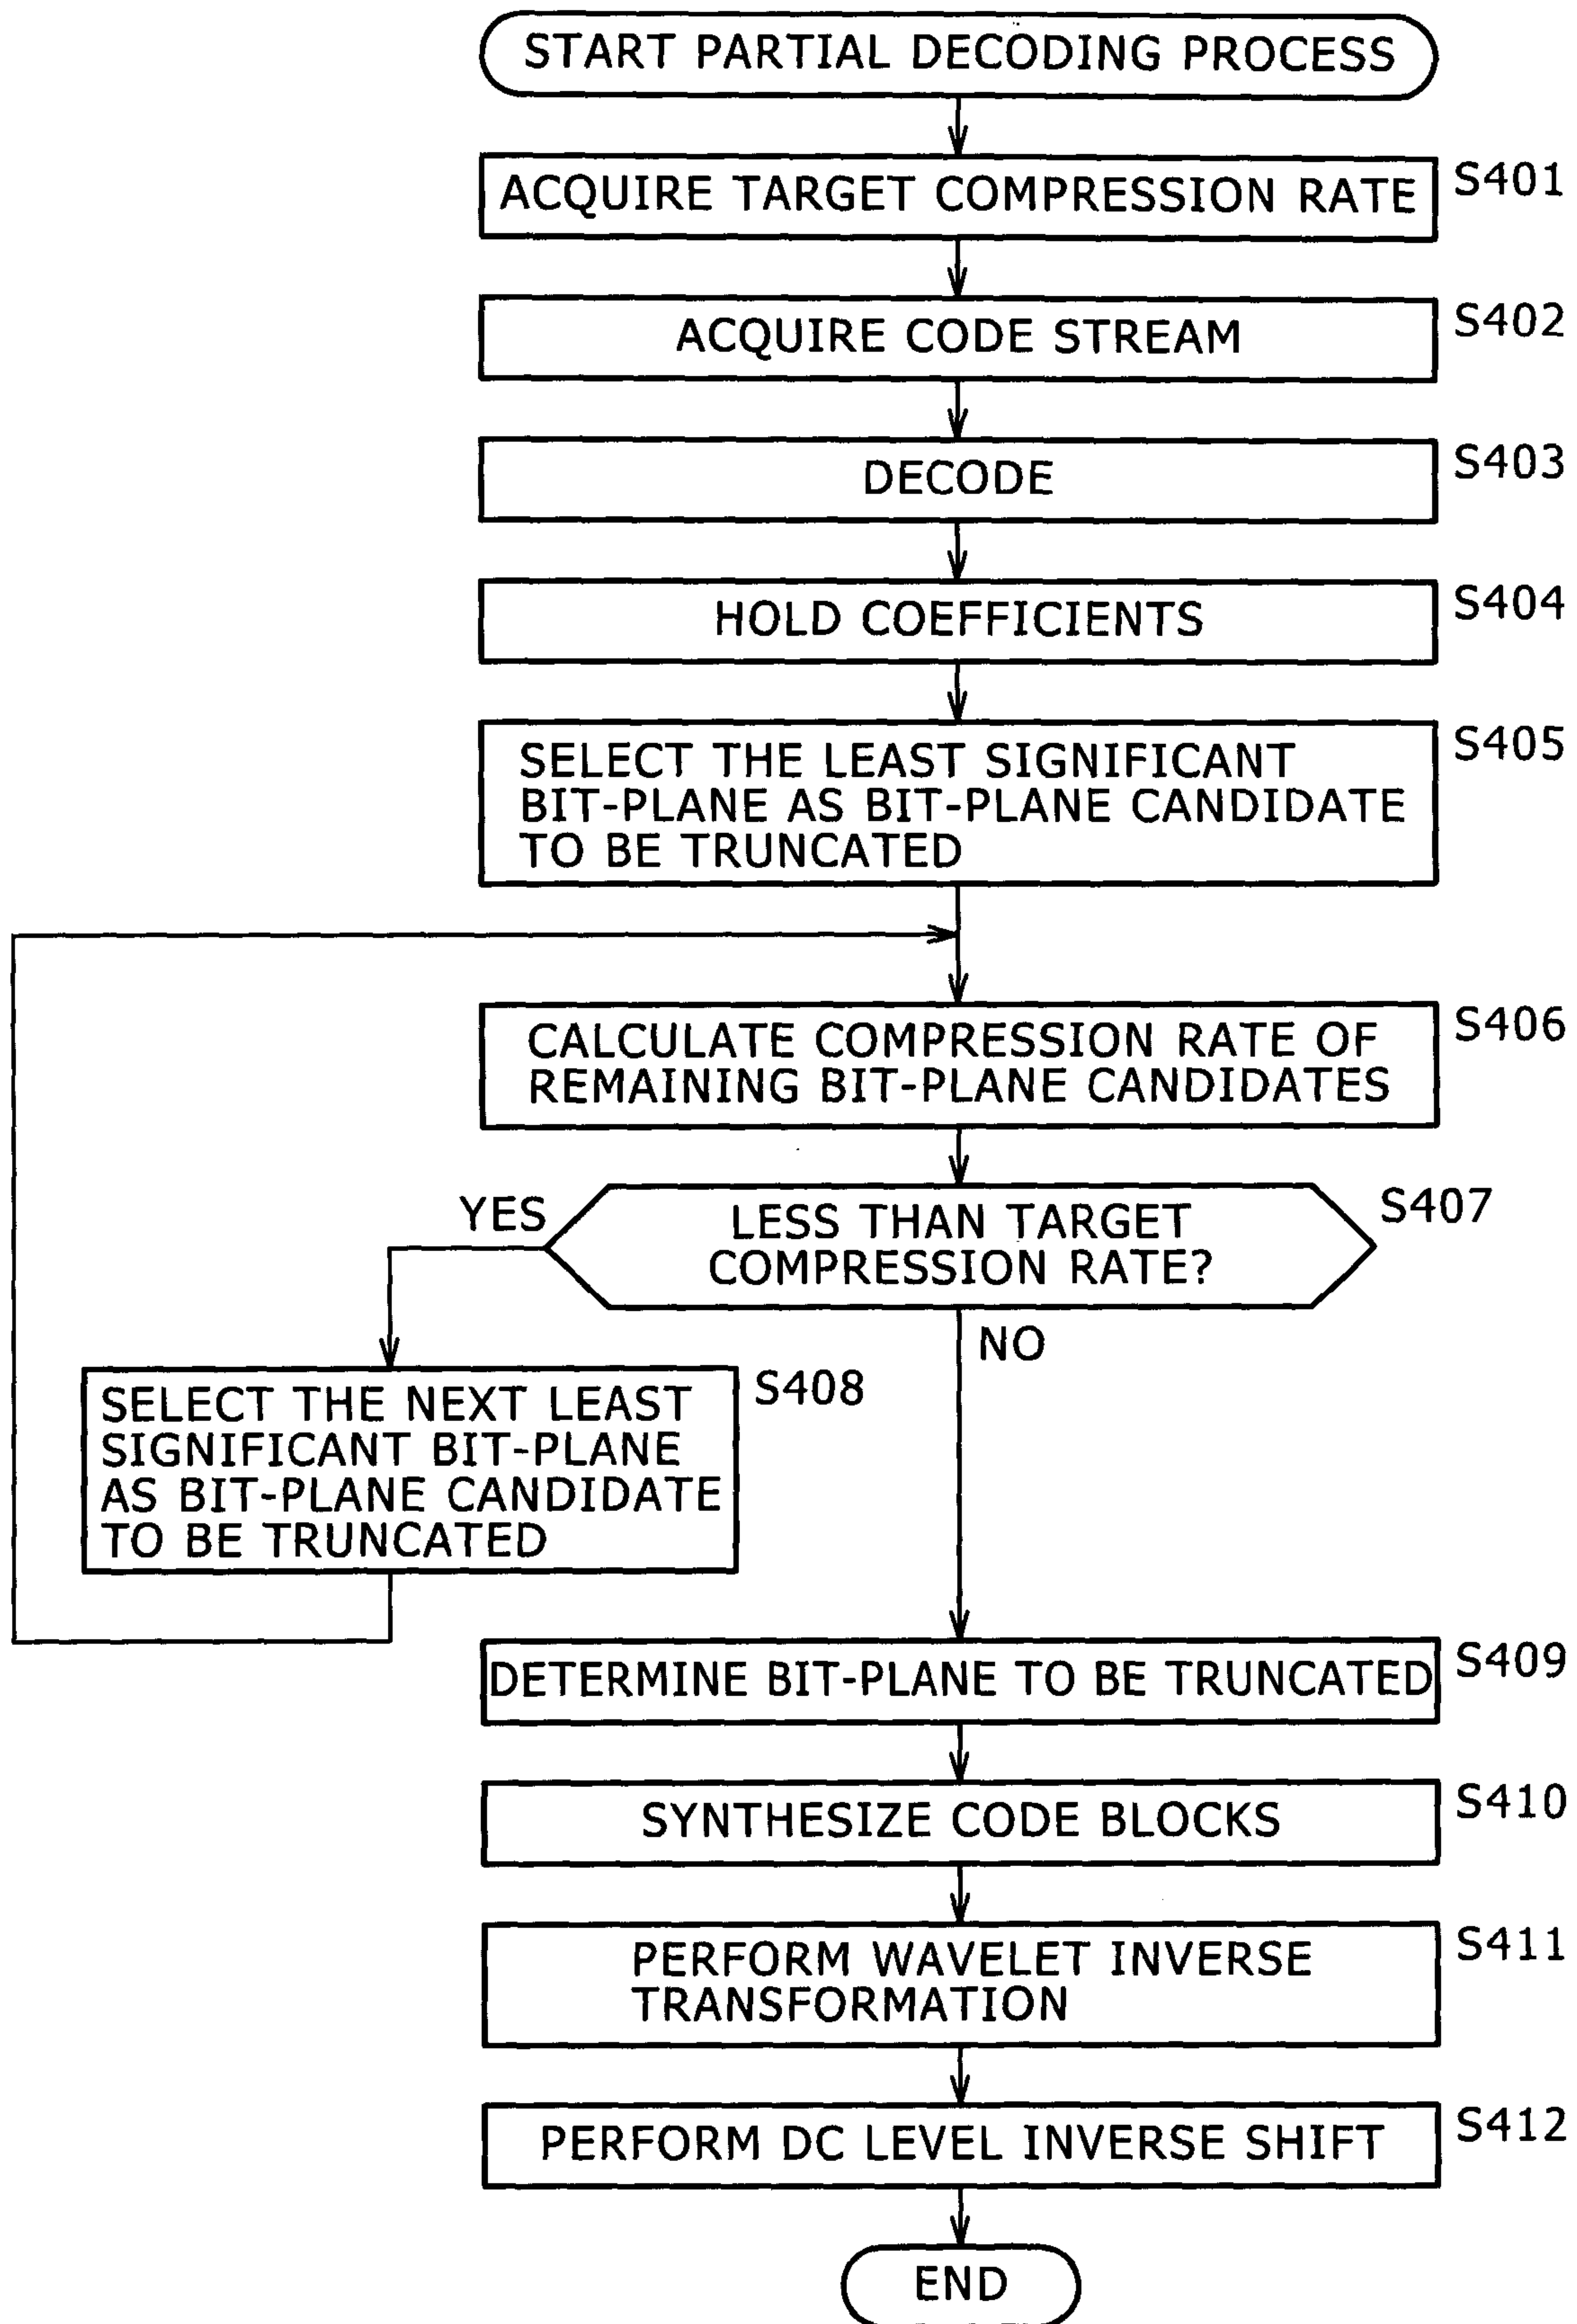 START PARTIAL DECODING PROCESS
ACQUIRE TARGET COMPRESSION RATE
S401
ACQUIRE CODE STREAM
S402
DECODE
S403
HOLD COEFFICIENTS
S404
SELECT THE LEAST SIGNIFICANT
BIT-PLANE AS BIT-PLANE CANDIDATE
TO BE TRUNCATED
S405
CALCULATE COMPRESSION RATE OF
REMAINING BIT-PLANE CANDIDATES
S406
LESS THAN TARGET
COMPRESSION RATE?
S407
YES
NO
SELECT THE NEXT LEAST
SIGNIFICANT BIT-PLANE
AS BIT-PLANE CANDIDATE
TO BE TRUNCATED
S408
DETERMINE BIT-PLANE TO BE TRUNCATED
S409
SYNTHESIZE CODE BLOCKS
S410
PERFORM WAVELET INVERSE
TRANSFORMATION
S411
PERFORM DC LEVEL INVERSE SHIFT
S412
END